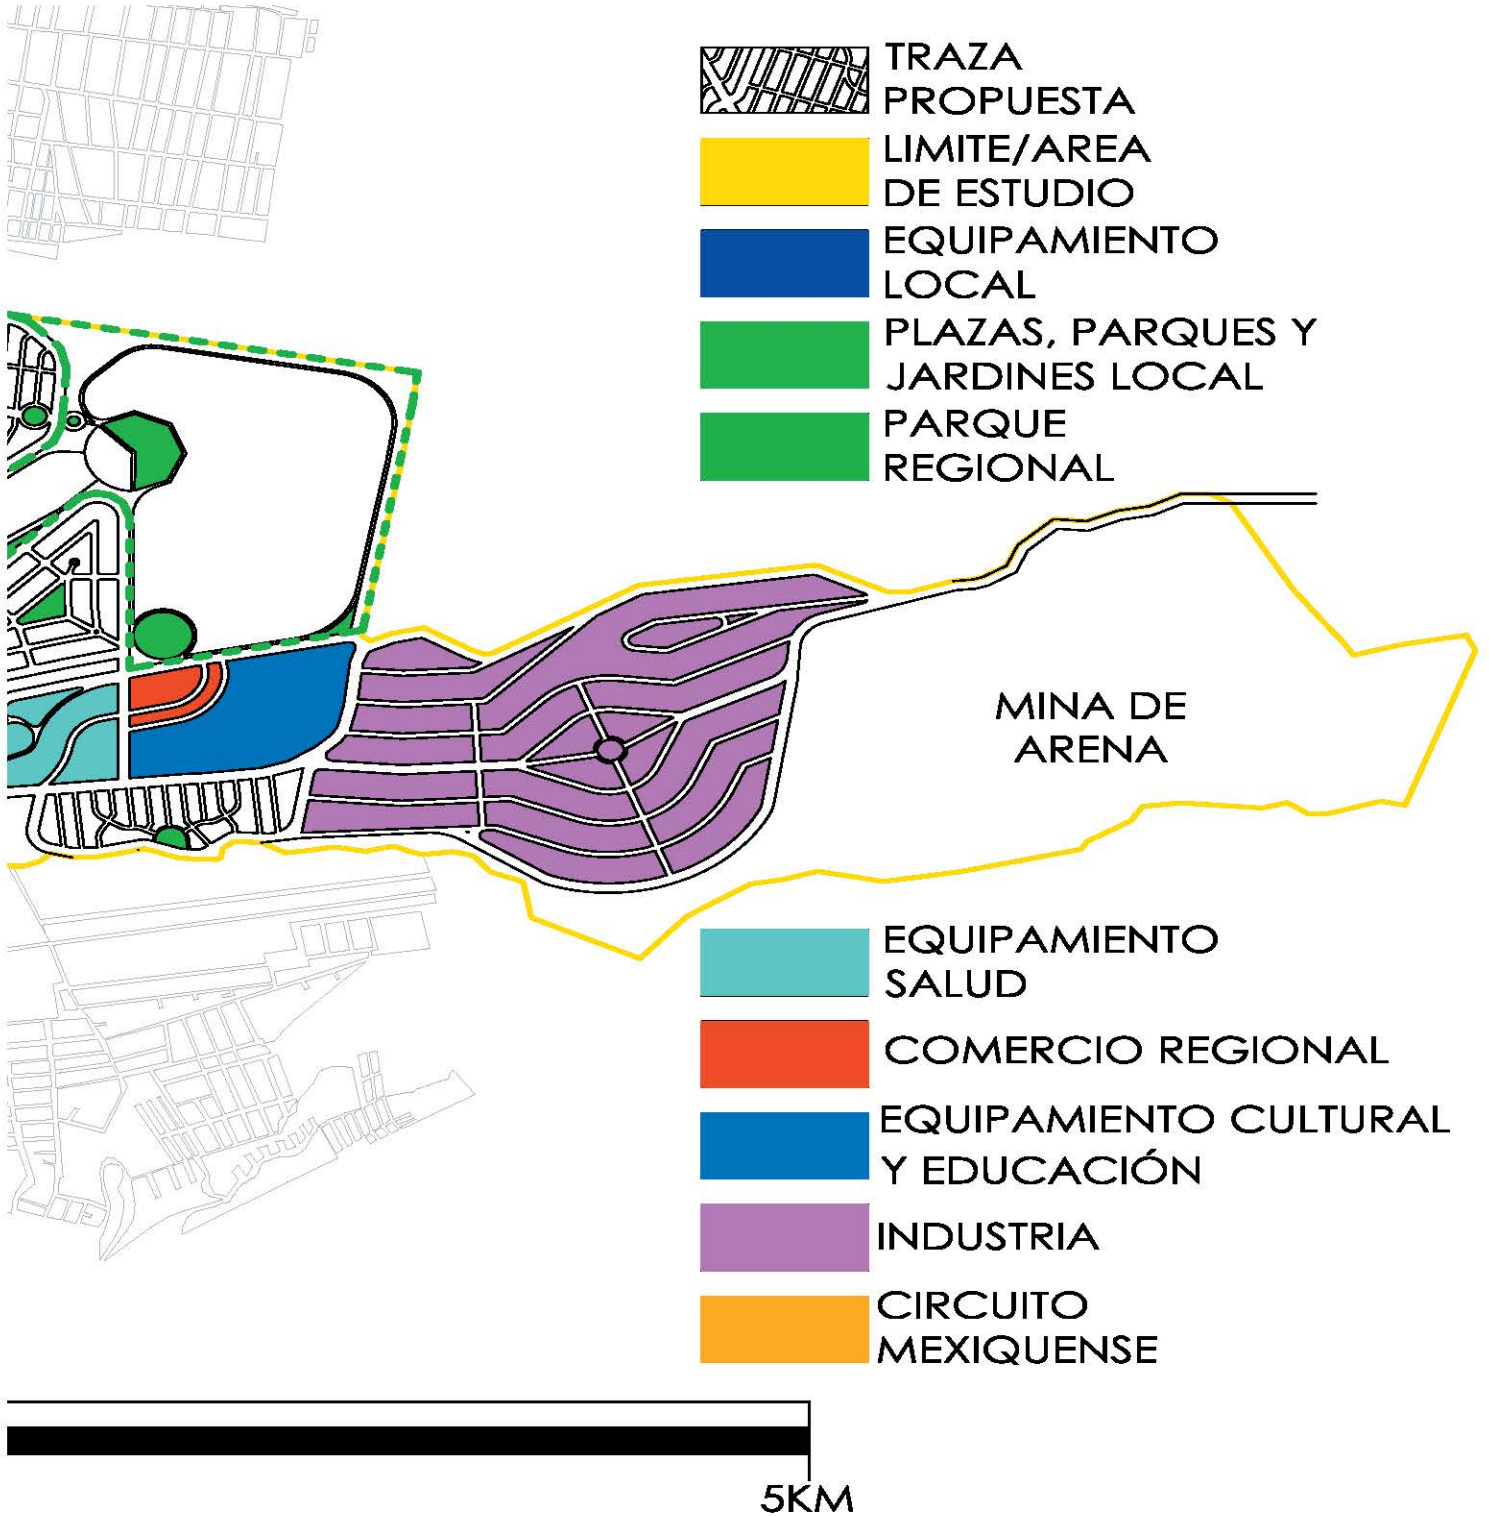 TRAZA
PROPUESTA
LIMITE/AREA
DE ESTUDIO
EQUIPAMIENTO
LOCAL
PLAZAS, PARQUES Y
JARDINES LOCAL
PARQUE
REGIONAL
MINA DE
ARENA
EQUIPAMIENTO
SALUD
COMERCIO REGIONAL
EQUIPAMIENTO CULTURAL
Y EDUCACIÓN
INDUSTRIA
CIRCUITO
MEXIQUENSE
5KM